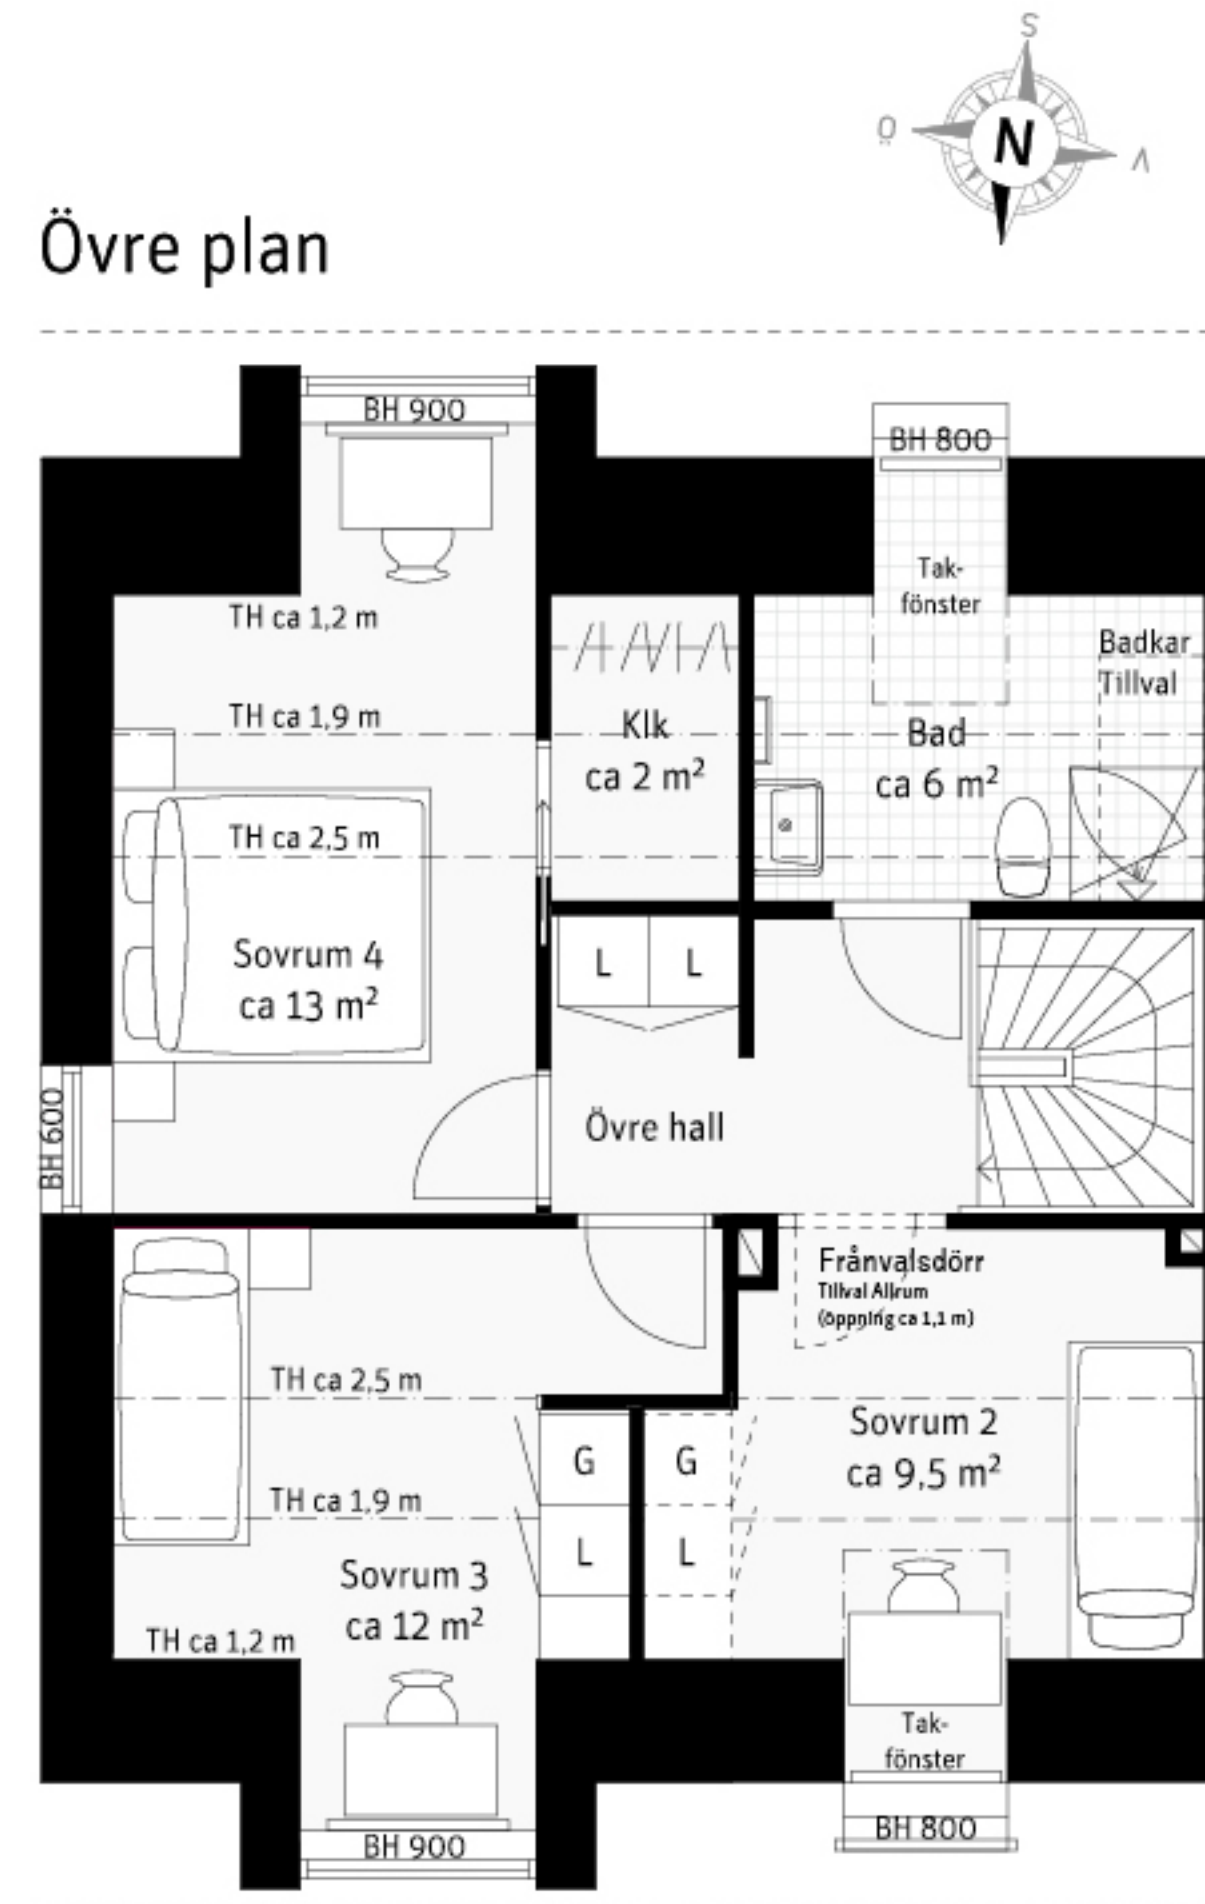 S
Ö
N
V
Övre plan
BH 900
BH 800
Tak-
fönster
TH ca 1,2 m
Badkar
Tillval
TH ca 1,9 m
Klk
ca 2 m²
Bad
ca 6 m²
TH ca 2,5 m
Sovrum 4
ca 13 m²
L
L
BH 600
Övre hall
Frånvalsdörr
Tillval Allrum
(öppning ca 1,1 m)
TH ca 2,5 m
Sovrum 2
ca 9,5 m²
G
G
TH ca 1,9 m
L
L
Sovrum 3
ca 12 m²
TH ca 1,2 m
Tak-
fönster
BH 900
BH 800